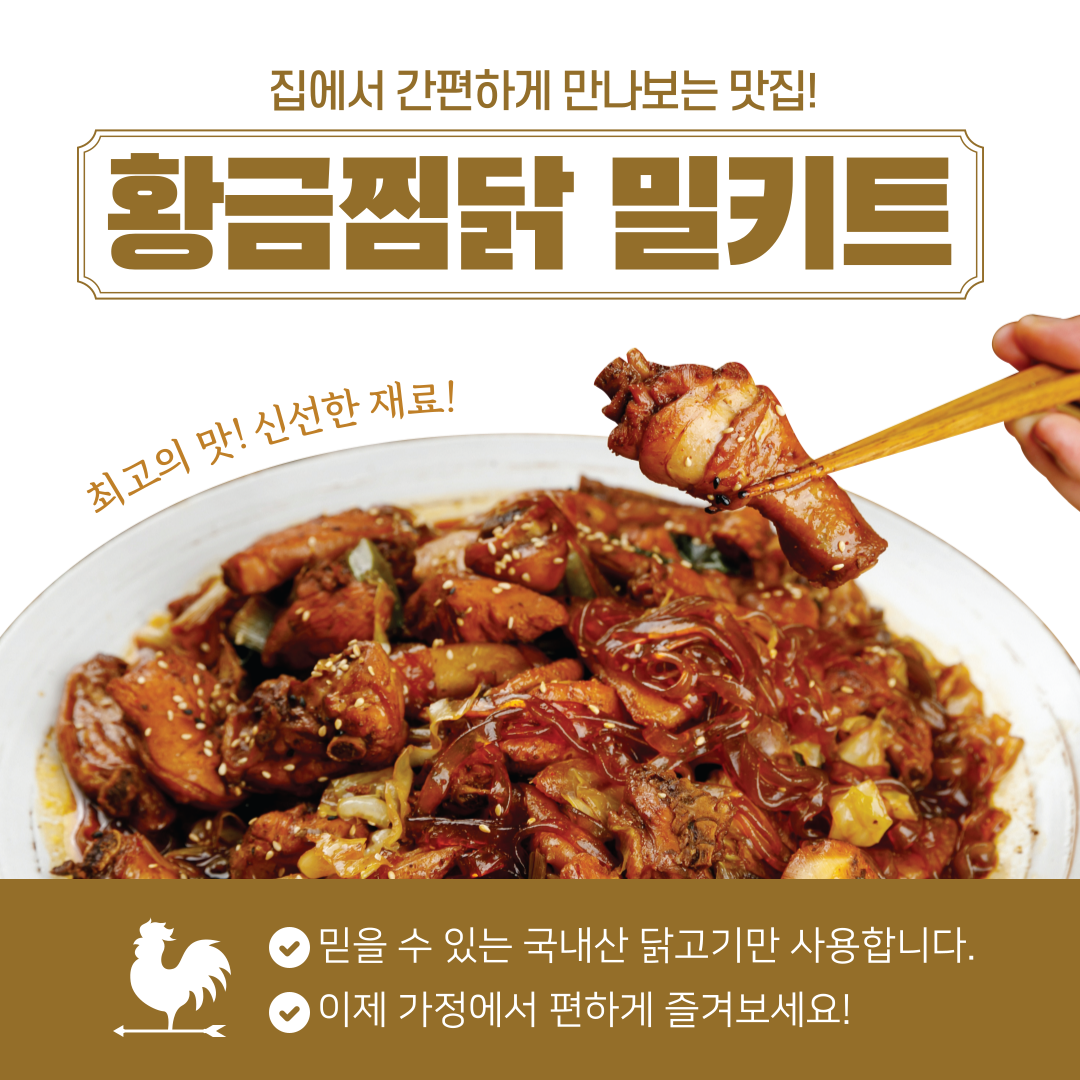 집에서 간편하게 만나보는 맛집!
황금찜닭 밀키트
최고의 맛! 신선한 재료!
믿을 수 있는 국내산 닭고기만 사용합니다.
이제 가정에서 편하게 즐겨보세요!